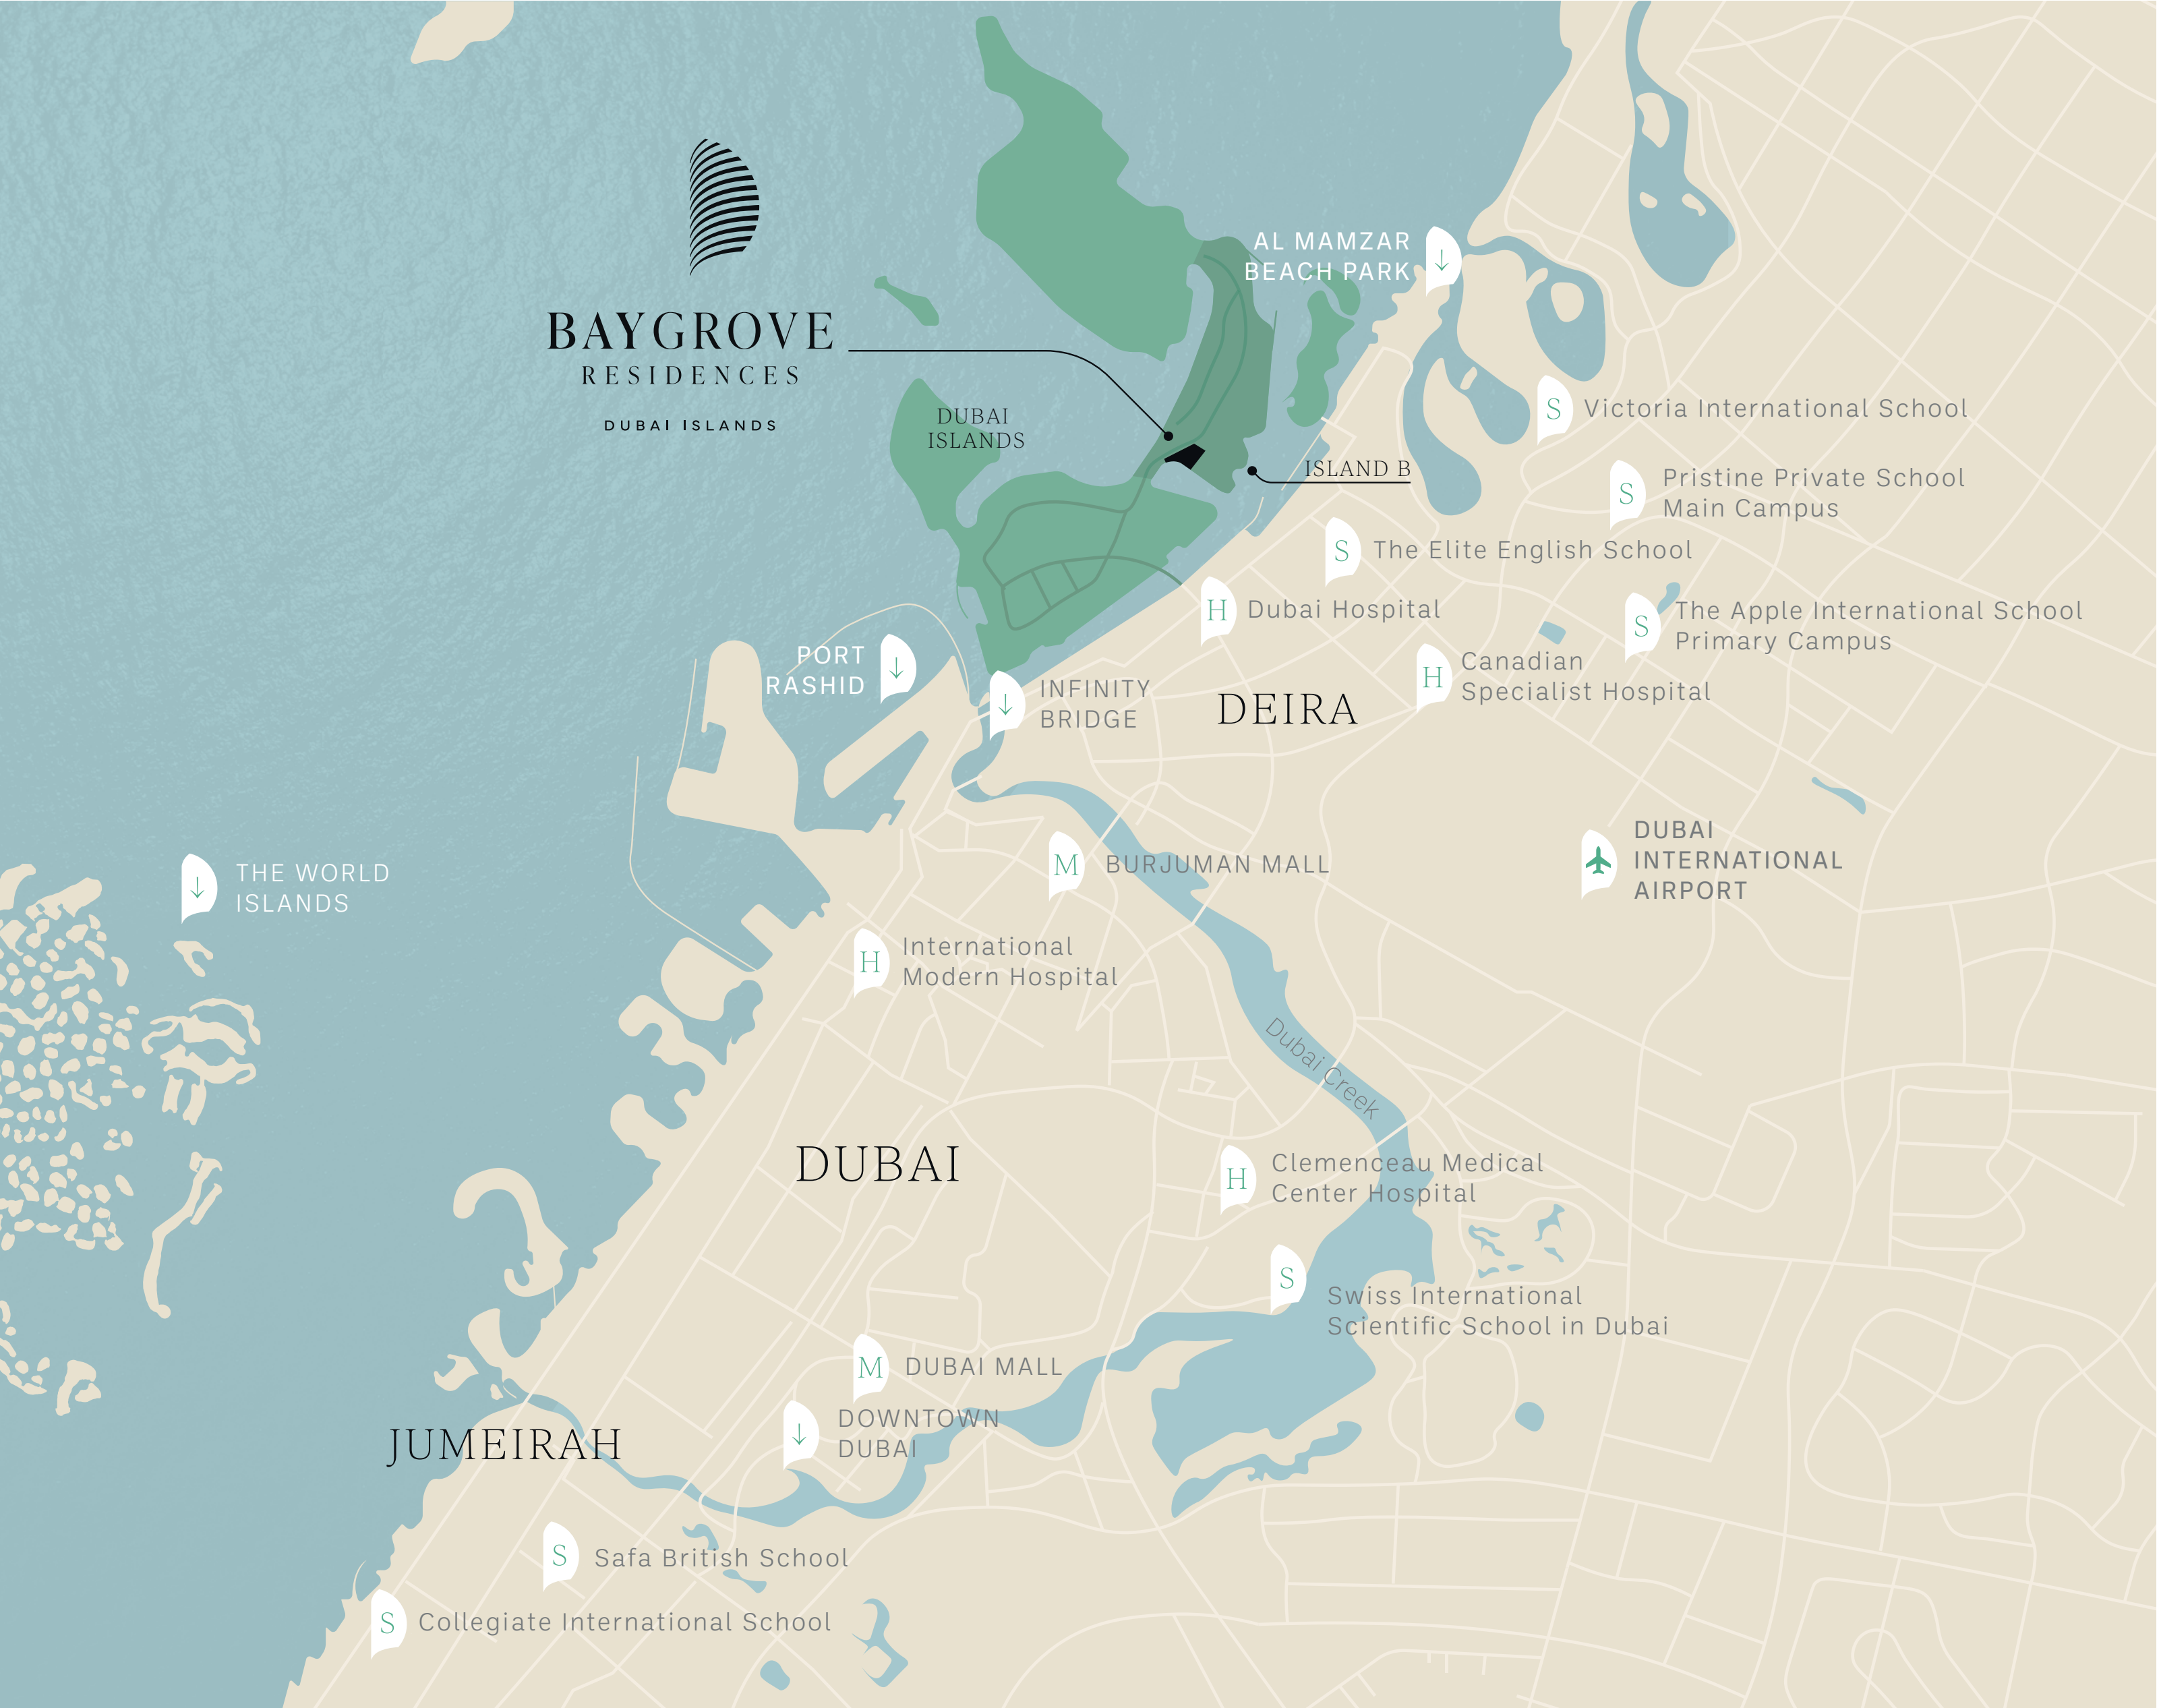 AL MAMZAR
BEACH PARK
BAYGROVE
RESIDENCES
DUBAI ISLANDS
DUBAI
ISLANDS
ISLAND B
S Victoria International School
S Pristine Private School
Main Campus
S The Elite English School
H Dubai Hospital
S The Apple International School
Primary Campus
H Canadian
Specialist Hospital
PORT
RASHID
INFINITY
BRIDGE
DEIRA
DUBAI
INTERNATIONAL
AIRPORT
M BURJUMAN MALL
THE WORLD
ISLANDS
H International
Modern Hospital
Dubai Creek
DUBAI
H Clemenceau Medical
Center Hospital
S Swiss International
Scientific School in Dubai
M DUBAI MALL
DOWNTOWN
DUBAI
JUMEIRAH
S Safa British School
S Collegiate International School